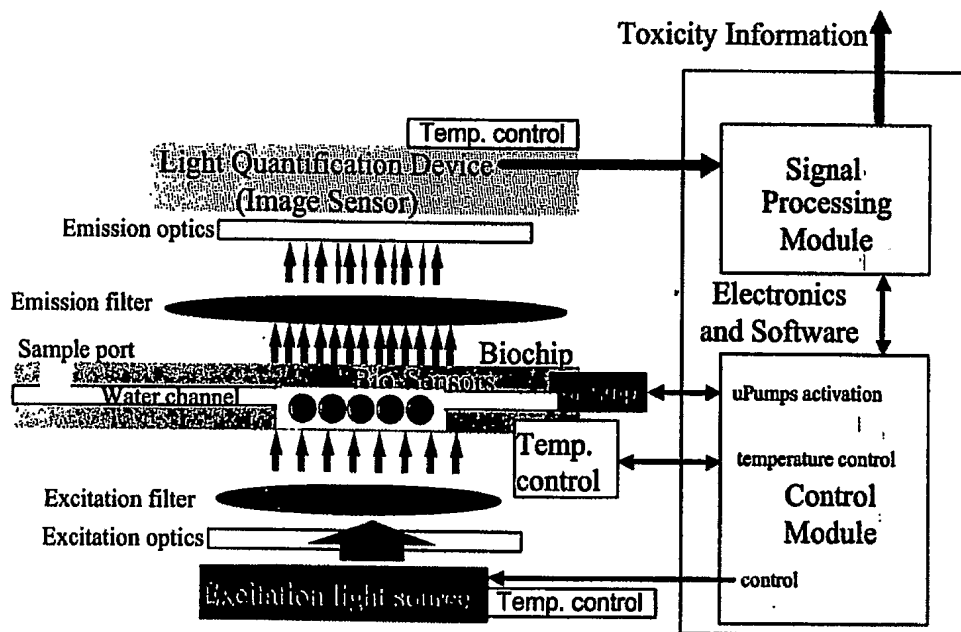 Toxicity Information
Temp. control
Light Quantification Device
(Image Sensor)
Signal
Processing
Module
Emission optics
Emission filter
Electronics
and Software
Sample port
Biochip
Bio Sensors
Water channel
uPumps activation
Temp.
control
temperature control
Control
Module
Excitation filter
Excitation optics
control
Excitation light source
Temp. control